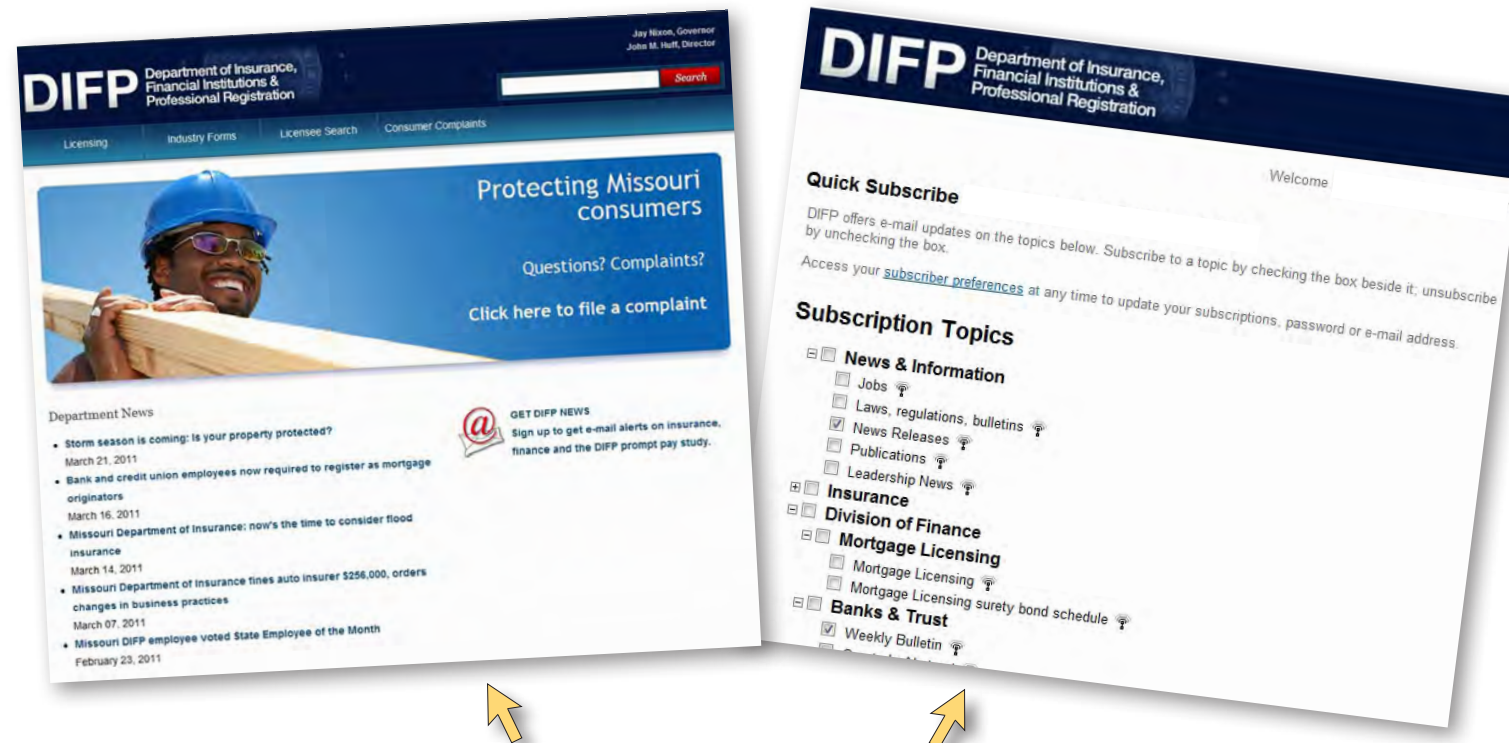 Jay Nixon, Governor
John M. Huff, Director
DIFP
Department of Insurance,
Financial Institutions &
Professional Registration
Search
Licensing
Industry Forms
Licensee Search
Consumer Complaints
Protecting Missouri
consumers
Questions? Complaints?
Click here to file a complaint
Department News
• Storm season is coming: Is your property protected?
March 21, 2011
• Bank and credit union employees now required to register as mortgage
originators
March 16, 2011
• Missouri Department of Insurance: now's the time to consider flood
insurance
March 14, 2011
• Missouri Department of Insurance fines auto insurer $256,000, orders
changes in business practices
March 07, 2011
• Missouri DIFP employee voted State Employee of the Month
February 23, 2011
@
GET DIFP NEWS
Sign up to get e-mail alerts on insurance,
finance and the DIFP prompt pay study.
DIFP
Department of Insurance,
Financial Institutions &
Professional Registration
Welcome
Quick Subscribe
DIFP offers e-mail updates on the topics below. Subscribe to a topic by checking the box beside it; unsubscribe
by unchecking the box.
Access your subscriber preferences at any time to update your subscriptions, password or e-mail address.
Subscription Topics
News & Information
Jobs
Laws, regulations, bulletins
News Releases
Publications
Leadership News
Insurance
Division of Finance
Mortgage Licensing
Mortgage Licensing
Mortgage Licensing surety bond schedule
Banks & Trust
Weekly Bulletin